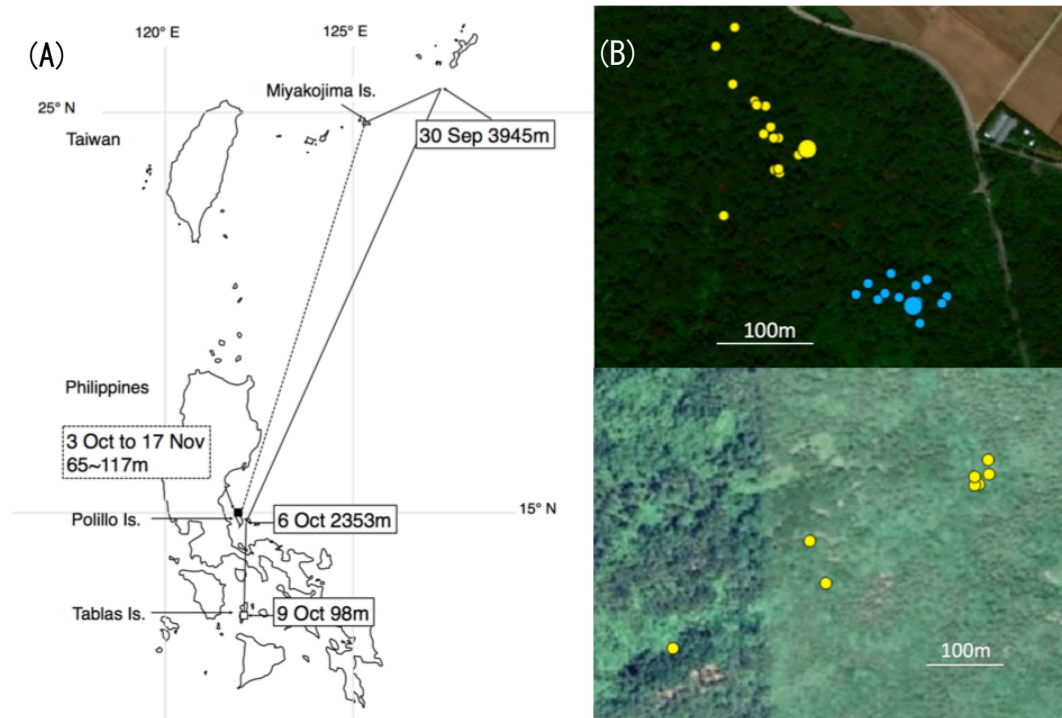 (A)
120° E
125° E
25° N
Miyakojima Is.
Taiwan
30 Sep 3945m
Philippines
3 Oct to 17 Nov
65~117m
Polillo Is.
6 Oct 2353m
15° N
Tablas Is.
9 Oct 98m
(B)
100m
100m